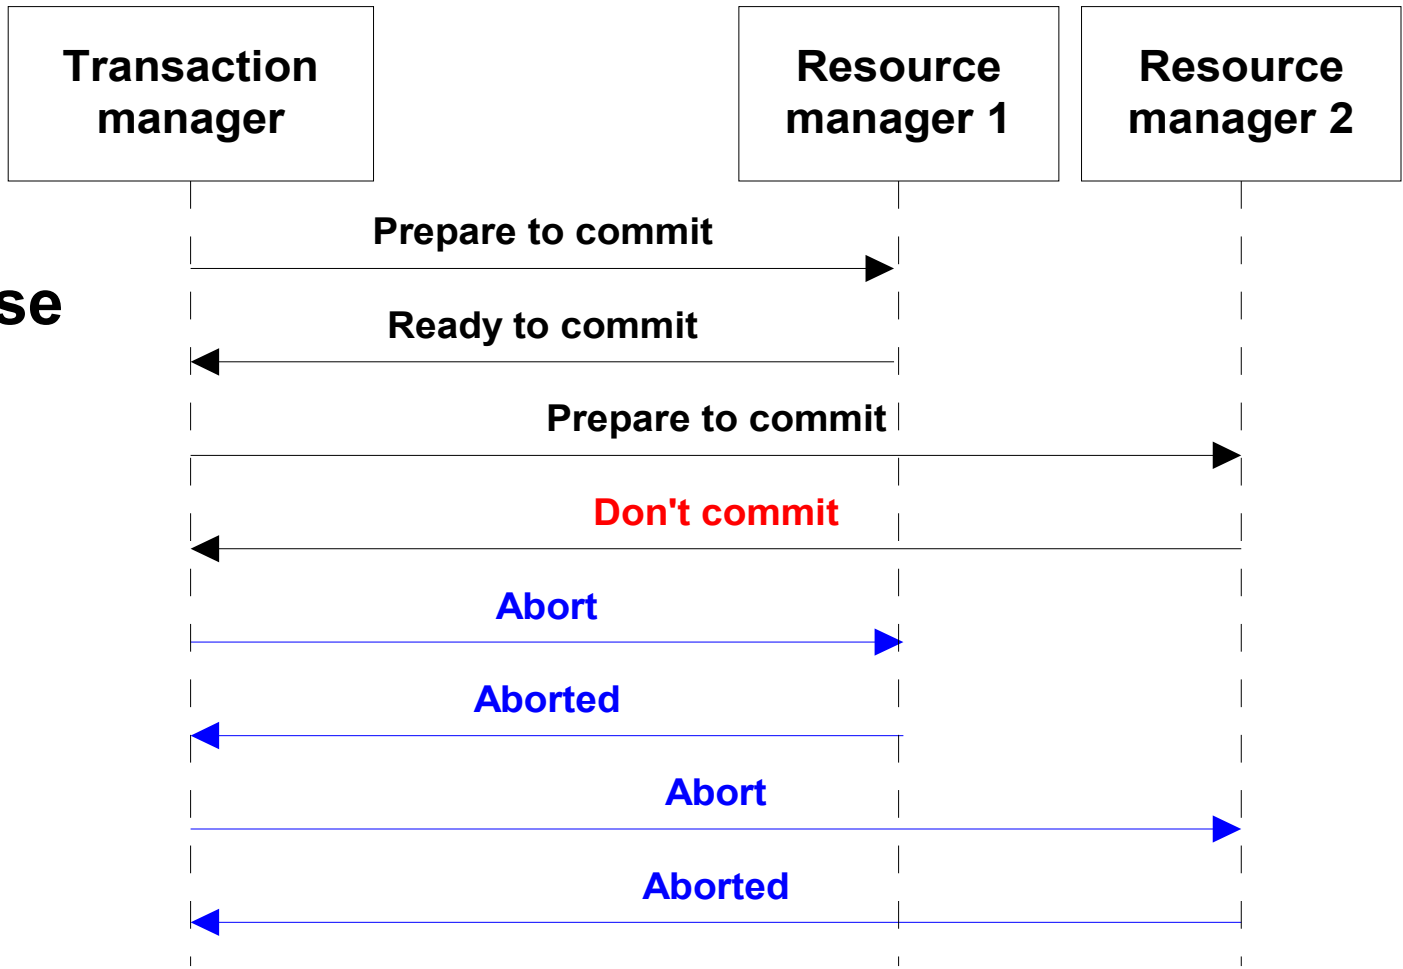 Transaction
manager
Resource
manager 1
Resource
manager 2
Prepare to commit
se
Ready to commit
Prepare to commit
Don't commit
Abort
Aborted
Abort
Aborted